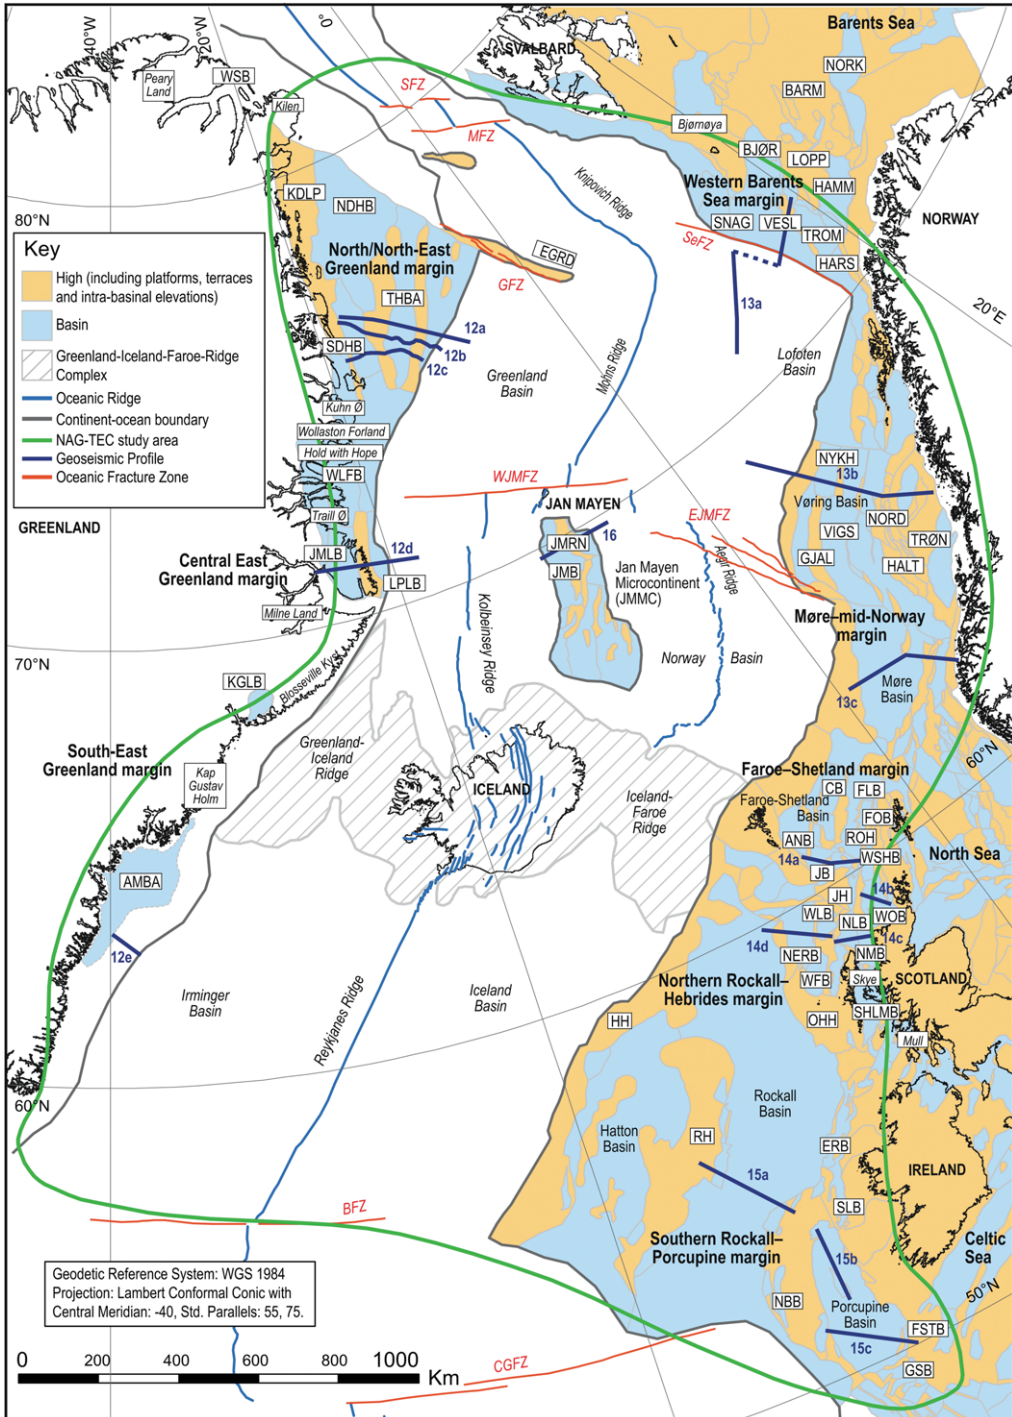 40°W
20°W
0°
Barents Sea
SVALBARD
NORK
Peary
Land
WSB
SFZ
BARM
Kilen
MFZ
Bjørnøya
BJØR
LOPP
Knipovich Ridge
Western Barents
Sea margin
HAMM
KDLP
NDHB
80°N
NORWAY
SNAG
VESL
TROM
SeFZ
HARS
North/North-East
Greenland margin
EGRD
GFZ
THBA
13a
20°E
Key
High (including platforms, terraces
and intra-basinal elevations)
Basin
Greenland-Iceland-Faroe-Ridge
Complex
Oceanic Ridge
Continent-ocean boundary
NAG-TEC study area
Geoseismic Profile
Oceanic Fracture Zone
12a
12b
12c
SDHB
Greenland
Basin
Mohns Ridge
Lofoten
Basin
Kuhn Ø
Wollaston Forland
Hold with Hope
WLFB
NYKH
13b
Vøring Basin
WJMFZ
JAN MAYEN
GREENLAND
Traill Ø
EJMFZ
NORD
VIGS
TRØN
16
JMRN
JMLB
12d
Central East
Greenland margin
LPLB
JMB
Jan Mayen
Microcontinent
(JMMC)
Aegir Ridge
GJAL
HALT
Milne Land
Kolbeinsey Ridge
Møre–mid-Norway
margin
70°N
Norway
Basin
KGLB
Blosseville Kyst
Møre
Basin
13c
South-East
Greenland margin
Greenland-
Iceland
Ridge
60°N
Kap
Gustav
Holm
ICELAND
Iceland-
Faroe
Ridge
Faroe–Shetland margin
CB
FLB
Faroe-Shetland
Basin
FOB
ANB
ROH
14a
WSHB
North Sea
JB
AMBA
JH
14b
WLB
NLB
WOB
14d
14c
12e
NERB
NMB
Northern Rockall–
Hebrides margin
WFB
Skye
SCOTLAND
Irminger
Basin
Iceland
Basin
Reykjanes Ridge
HH
OHH
SHLMB
Mull
60°N
Rockall
Basin
Hatton
Basin
RH
ERB
15a
IRELAND
SLB
BFZ
Southern Rockall–
Porcupine margin
Celtic
Sea
15b
Geodetic Reference System: WGS 1984
Projection: Lambert Conformal Conic with
Central Meridian: -40, Std. Parallels: 55, 75.
50°N
NBB
Porcupine
Basin
FSTB
15c
0 200 400 600 800 1000 Km
CGFZ
GSB